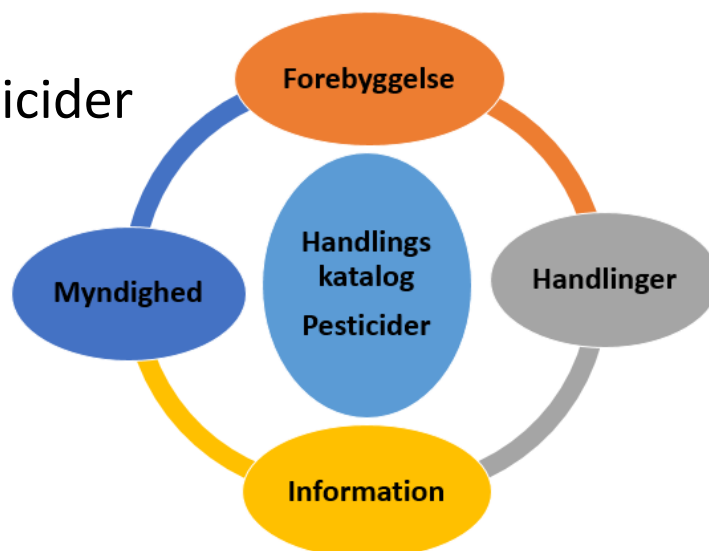 icider
Forebyggelse
Handlings
katalog
Pesticider
Myndighed
Handlinger
Information